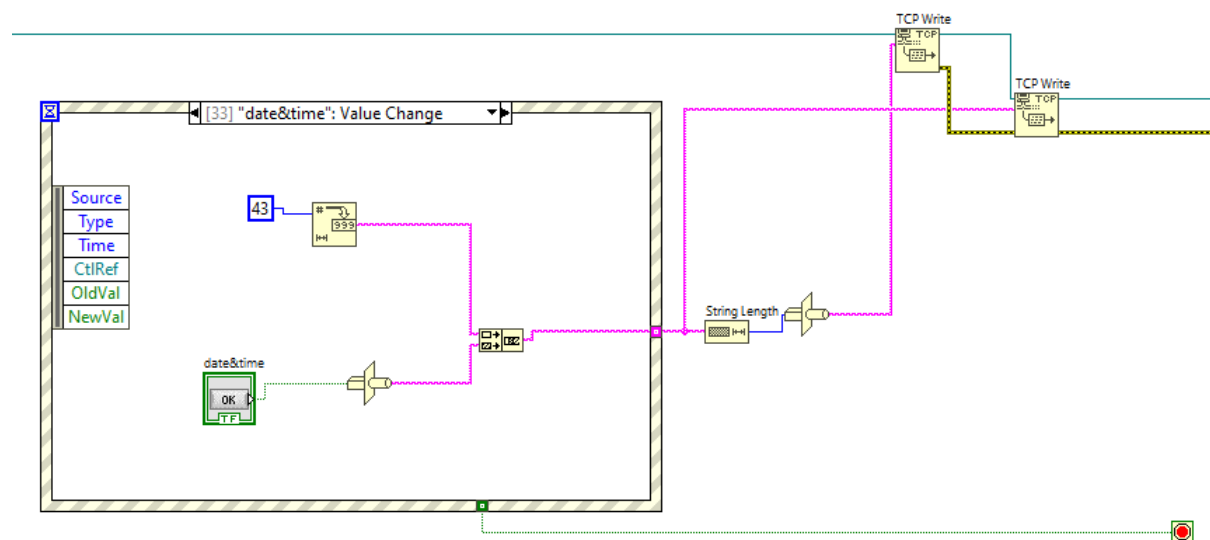 TCP Write
TCP
TCP Write
TCP
[33] "date&time": Value Change
Source
Type
Time
CtlRef
OldVal
NewVal
43
#
999
String Length
date&time
OK
TF